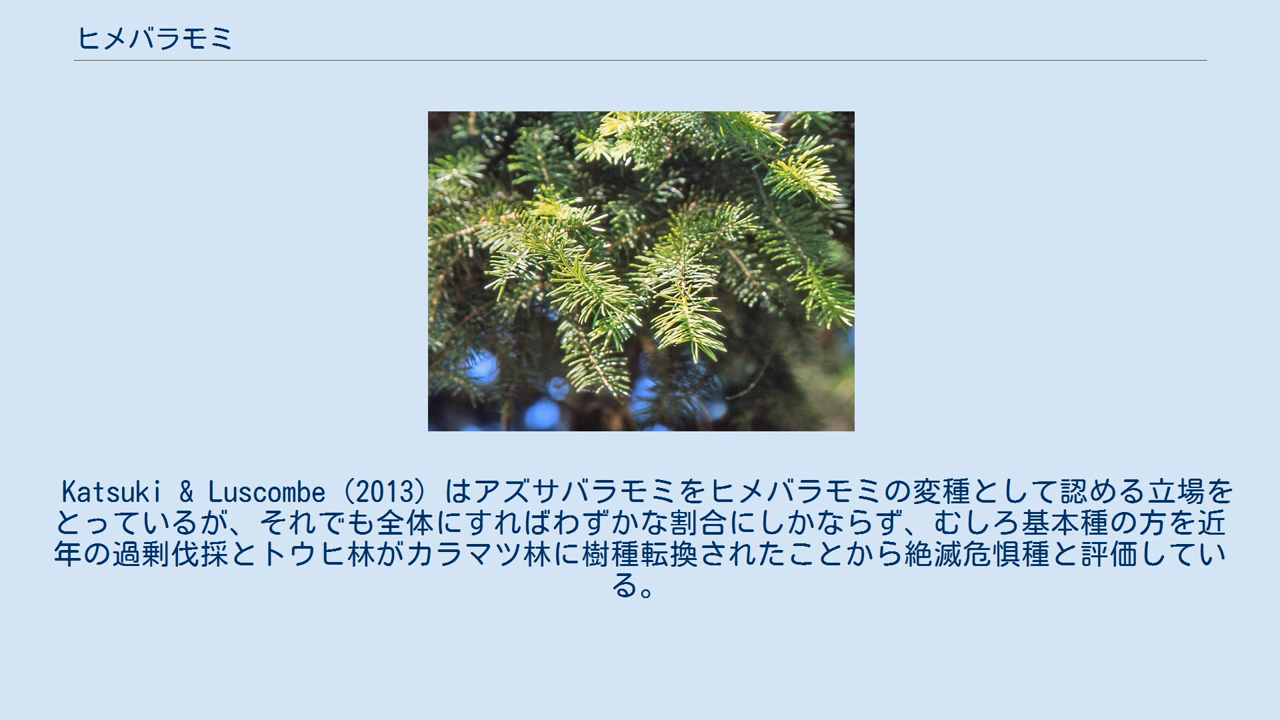 ヒメバラモミ
Katsuki & Luscombe (2013) はアズサバラモミをヒメバラモミの変種として認める立場を
とっているが、それでも全体にすればわずかな割合にしかならず、むしろ基本種の方を近
年の過剰伐採とトウヒ林がカラマツ林に樹種転換されたことから絶滅危惧種と評価してい
る。